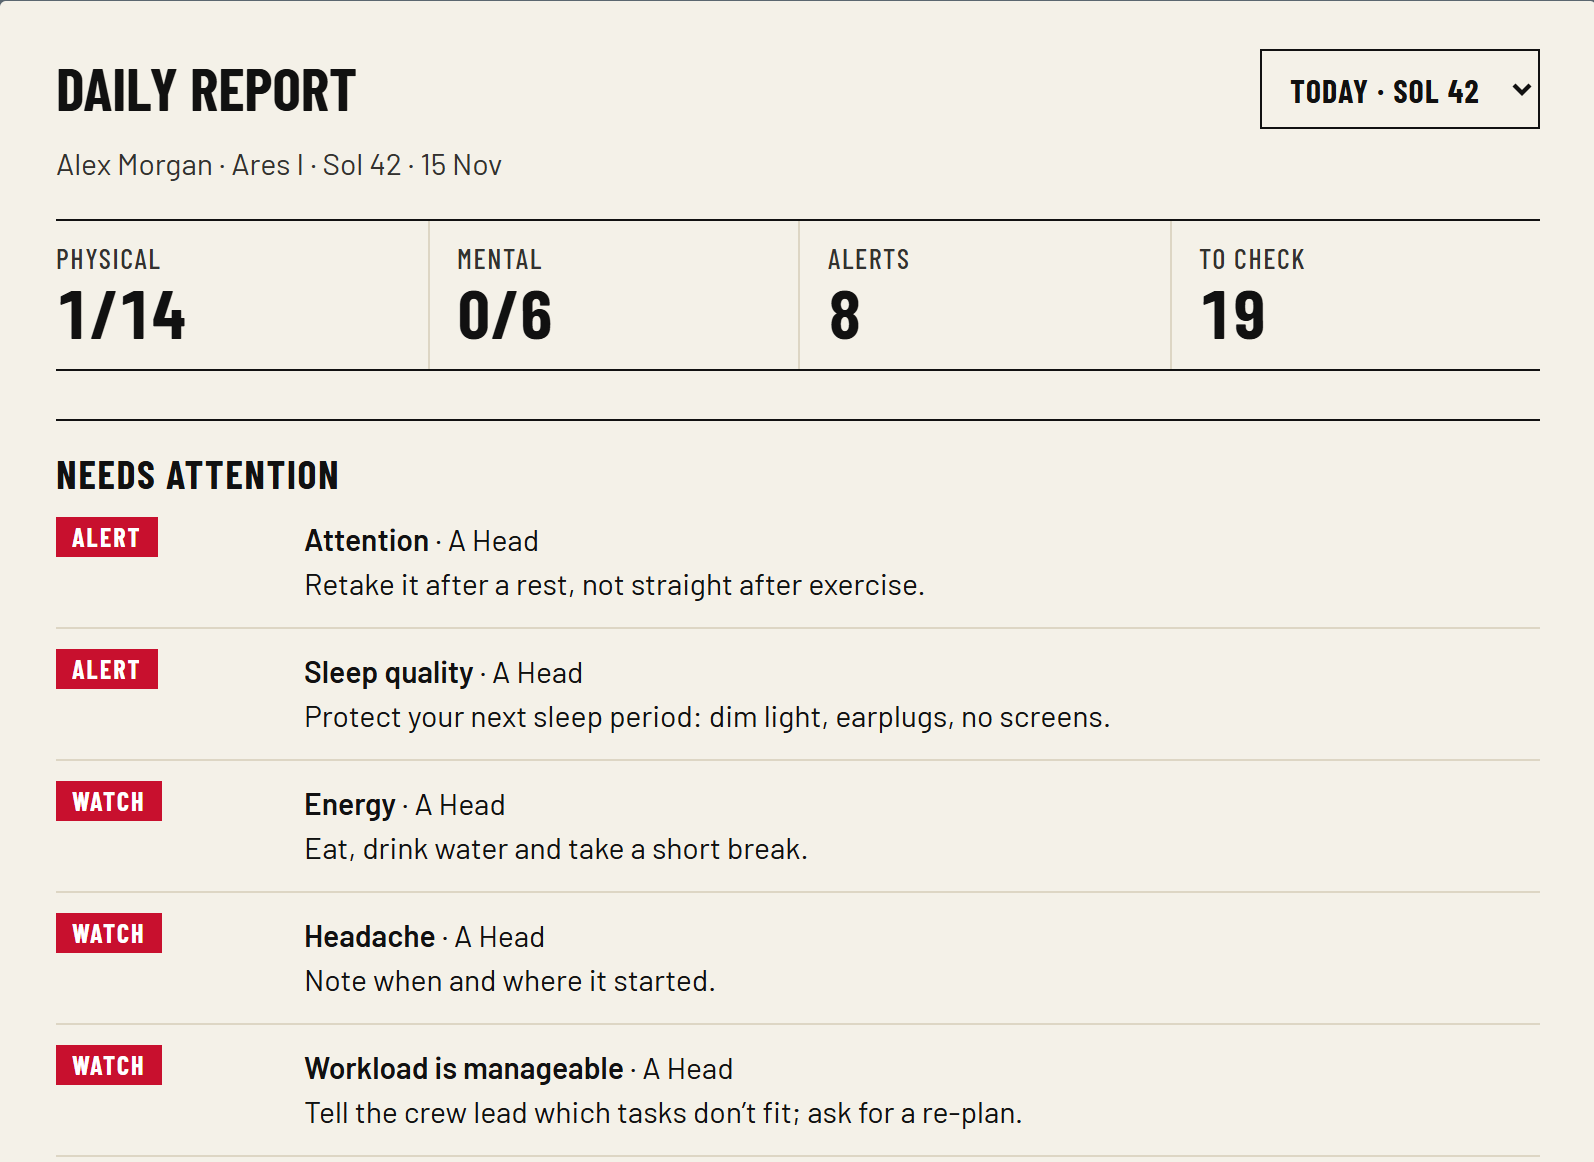 DAILY REPORT
TODAY · SOL 42
Alex Morgan · Ares I · Sol 42 · 15 Nov
PHYSICAL
1/14
MENTAL
0/6
ALERTS
8
TO CHECK
19
NEEDS ATTENTION
ALERT
Attention · A Head
Retake it after a rest, not straight after exercise.
ALERT
Sleep quality · A Head
Protect your next sleep period: dim light, earplugs, no screens.
WATCH
Energy · A Head
Eat, drink water and take a short break.
WATCH
Headache · A Head
Note when and where it started.
WATCH
Workload is manageable · A Head
Tell the crew lead which tasks don’t fit; ask for a re-plan.